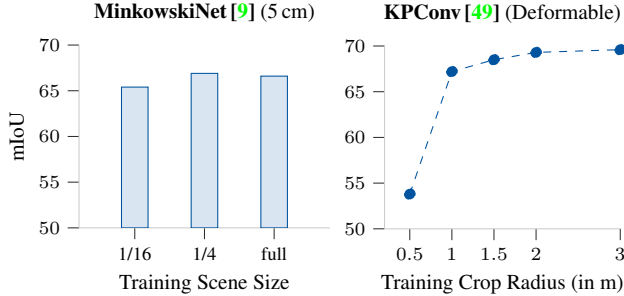 MinkowskiNet [9] (5 cm)
70
65
60
55
50
mIoU
1/16 1/4 full
Training Scene Size
KPConv [49] (Deformable)
70
65
60
55
50
0.5 1 1.5 2 3
Training Crop Radius (in m)